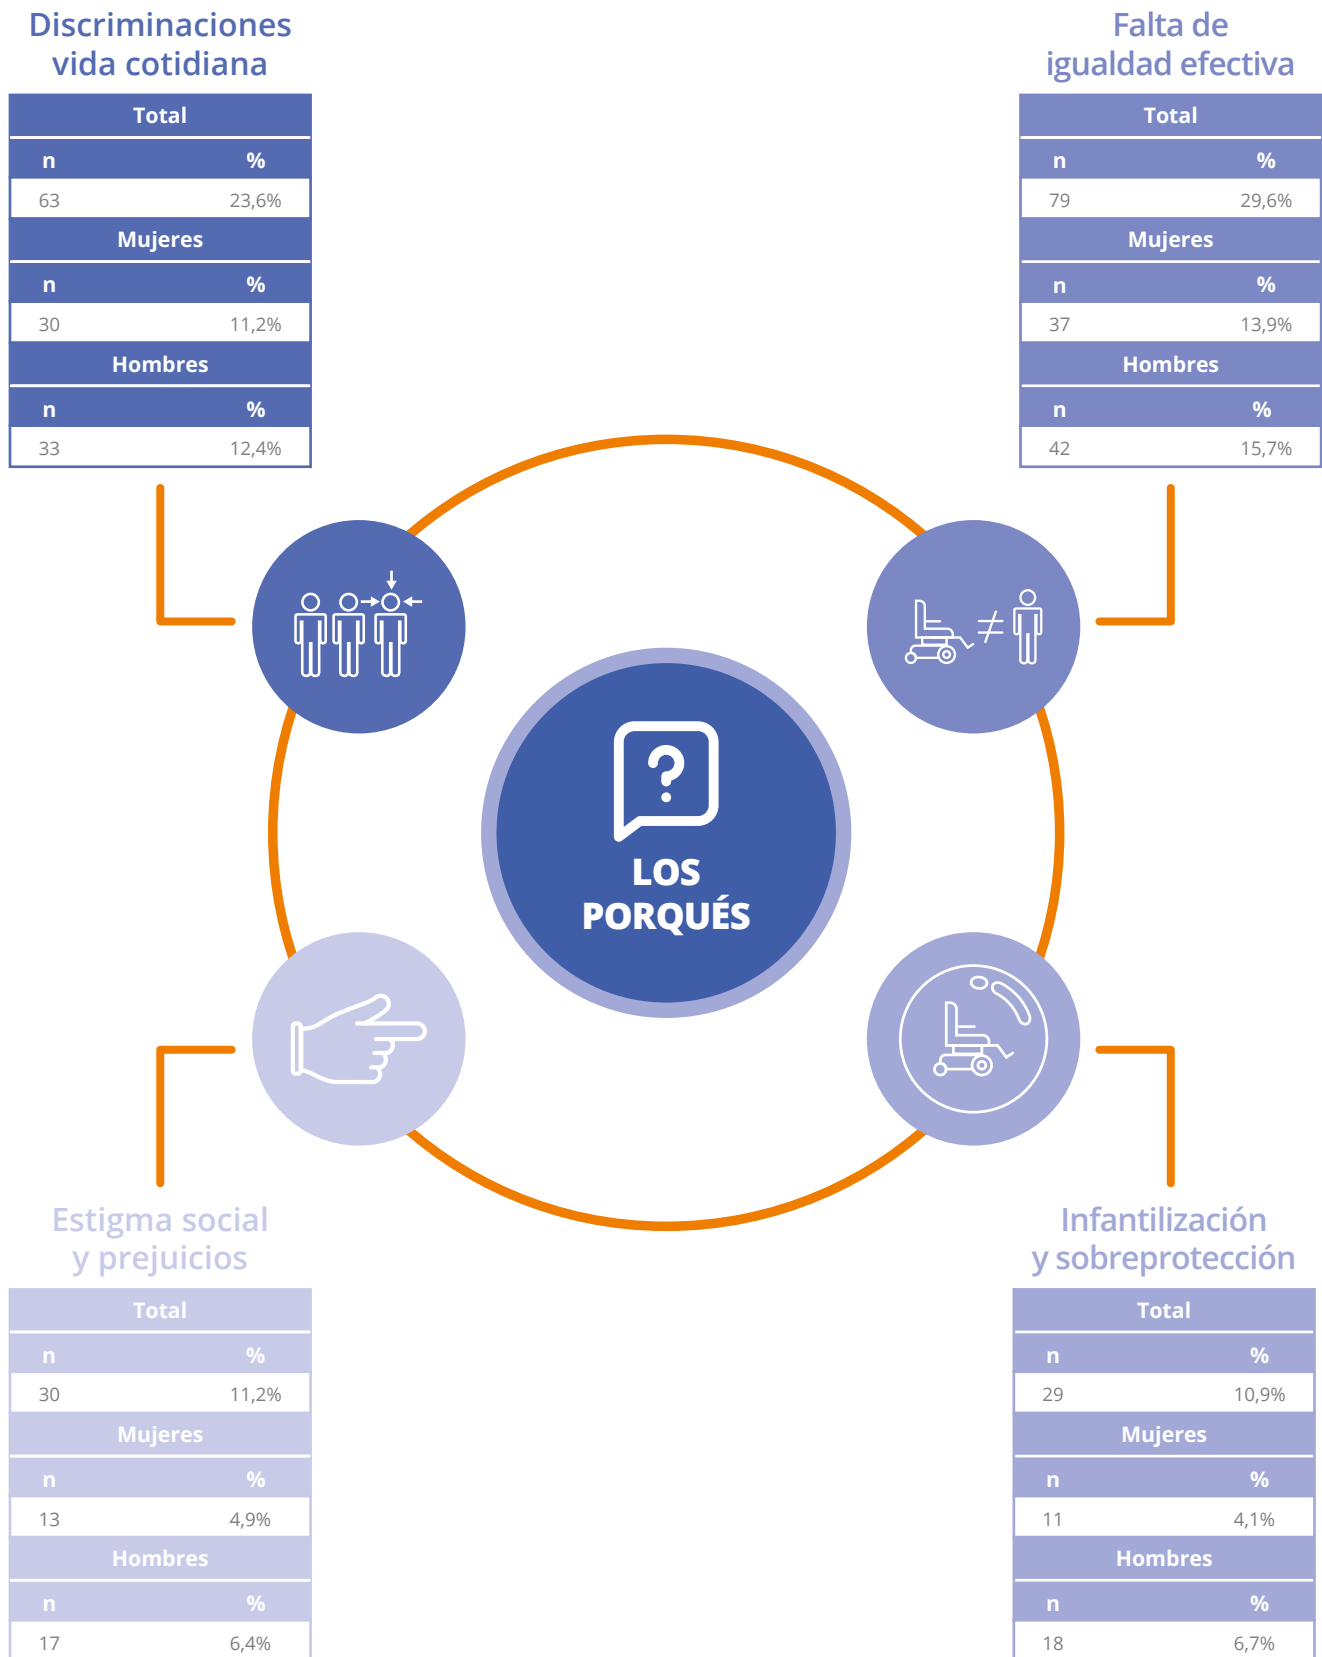 Discriminaciones
vida cotidiana
Total
n %
63 23,6%
Mujeres
n %
30 11,2%
Hombres
n %
33 12,4%
Falta de
igualdad efectiva
Total
n %
79 29,6%
Mujeres
n %
37 13,9%
Hombres
n %
42 15,7%
?
LOS
PORQUÉS
Estigma social
y prejuicios
Total
n %
30 11,2%
Mujeres
n %
13 4,9%
Hombres
n %
17 6,4%
Infantilización
y sobreprotección
Total
n %
29 10,9%
Mujeres
n %
11 4,1%
Hombres
n %
18 6,7%